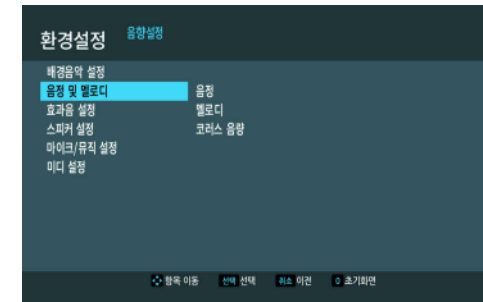 환경설정 음향설정
배경음악 설정
음정 및 멜로디 음정
효과음 설정 멜로디
스피커 설정 코러스 음량
마이크/뮤직 설정
미디 설정
항목 이동 선택 선택 취소 이전 초기화면